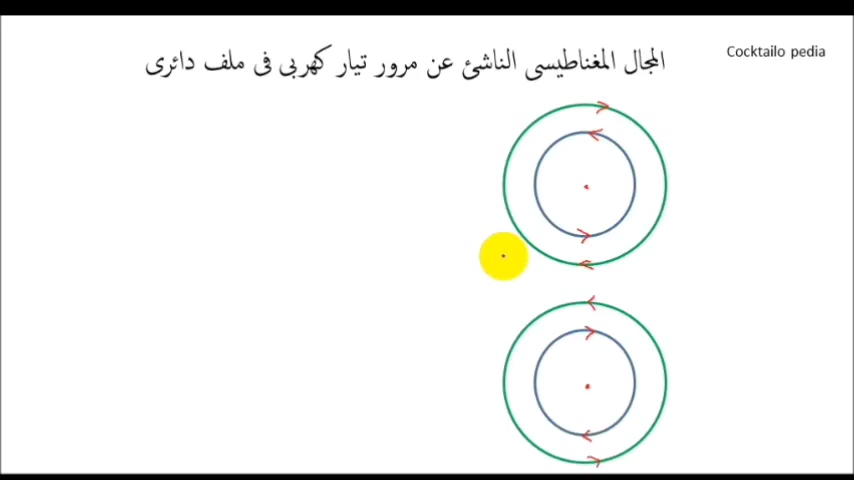 Cocktailo pedia
المجال المغناطيسى الناشئ عن مرور تيار كهربى فى ملف دائرى